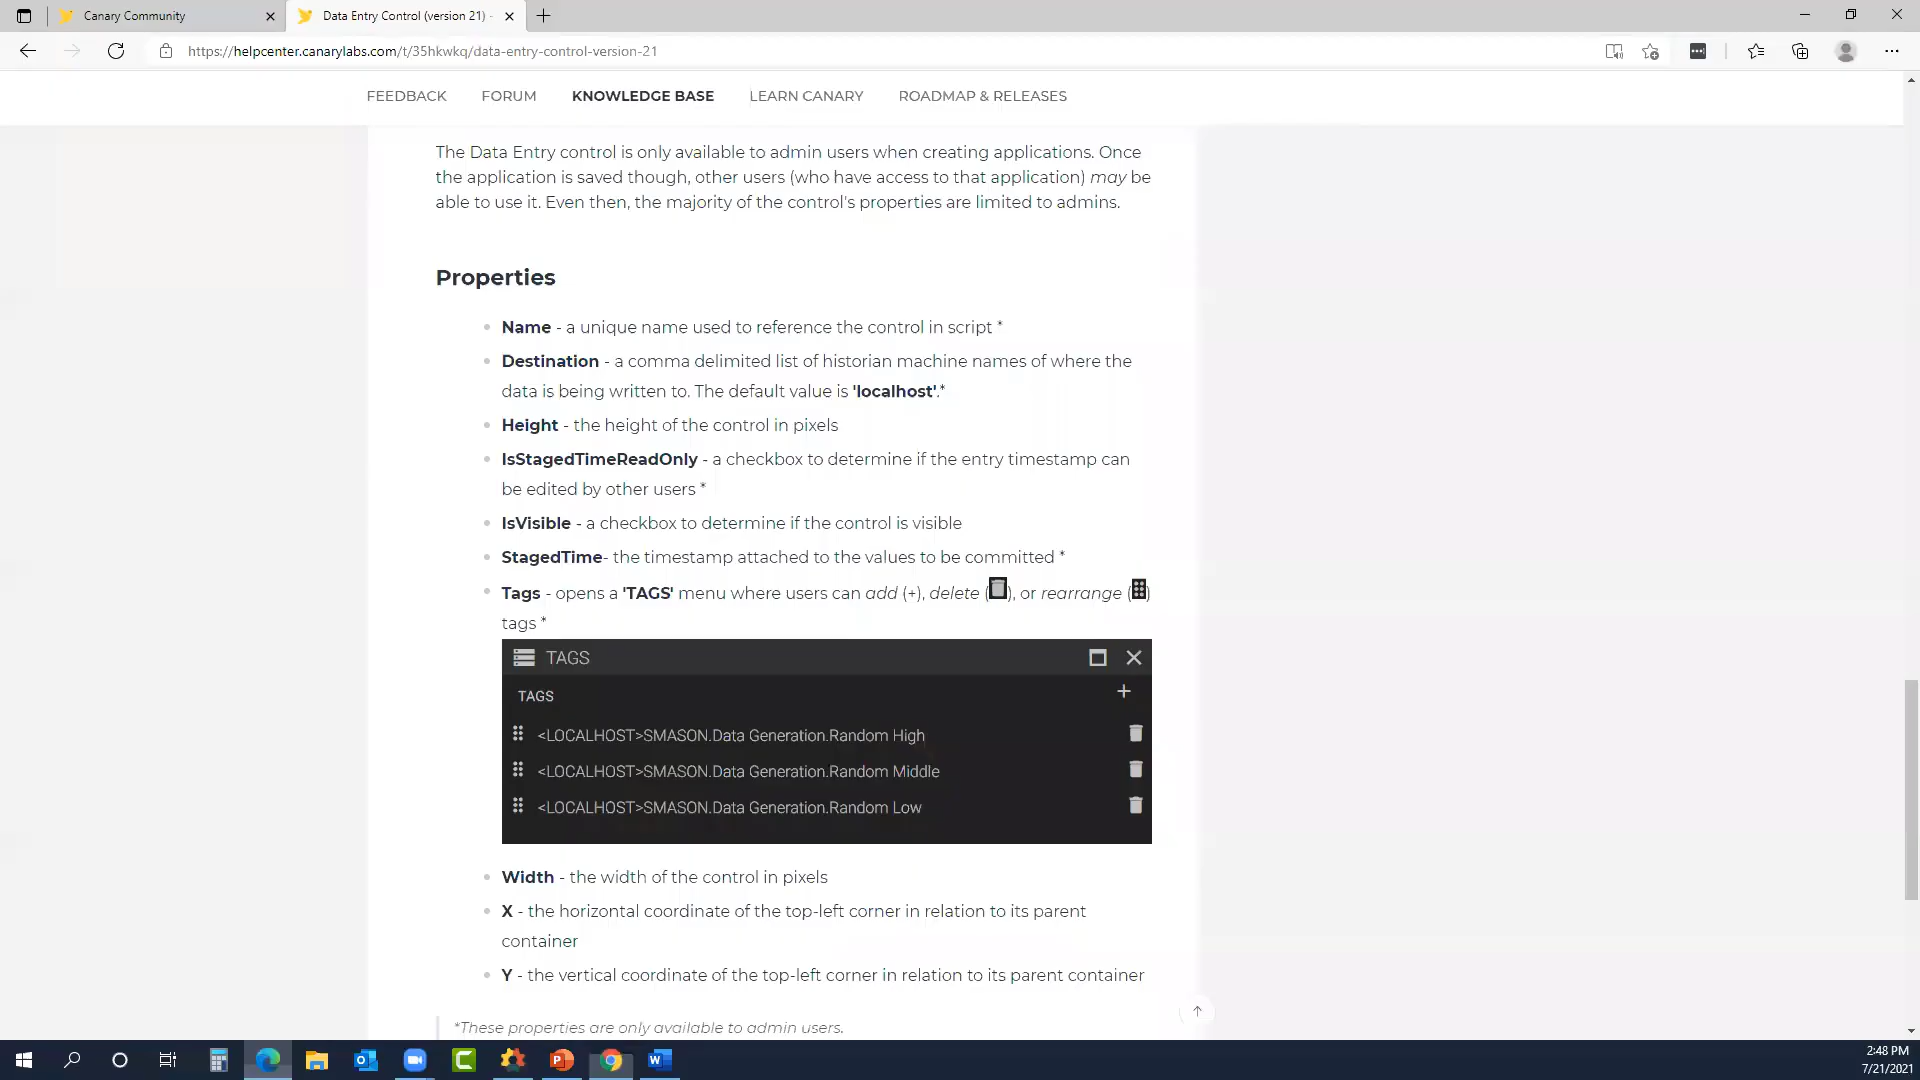 Canary Community
Data Entry Control (version 21) -
https://helpcenter.canarylabs.com/t/35hkwkq/data-entry-control-version-21
FEEDBACK FORUM KNOWLEDGE BASE LEARN CANARY ROADMAP & RELEASES
The Data Entry control is only available to admin users when creating applications. Once
the application is saved though, other users (who have access to that application) may be
able to use it. Even then, the majority of the control's properties are limited to admins.
Properties
Name - a unique name used to reference the control in script *
Destination - a comma delimited list of historian machine names of where the
data is being written to. The default value is 'localhost'.*
Height - the height of the control in pixels
IsStagedTimeReadOnly - a checkbox to determine if the entry timestamp can
be edited by other users *
IsVisible - a checkbox to determine if the control is visible
StagedTime- the timestamp attached to the values to be committed *
Tags - opens a 'TAGS' menu where users can add (+), delete ( ), or rearrange ( )
tags *
TAGS
TAGS
<LOCALHOST>SMASON.Data Generation.Random High
<LOCALHOST>SMASON.Data Generation.Random Middle
<LOCALHOST>SMASON.Data Generation.Random Low
Width - the width of the control in pixels
X - the horizontal coordinate of the top-left corner in relation to its parent
container
Y - the vertical coordinate of the top-left corner in relation to its parent container
*These properties are only available to admin users.
2:48 PM
7/21/2021